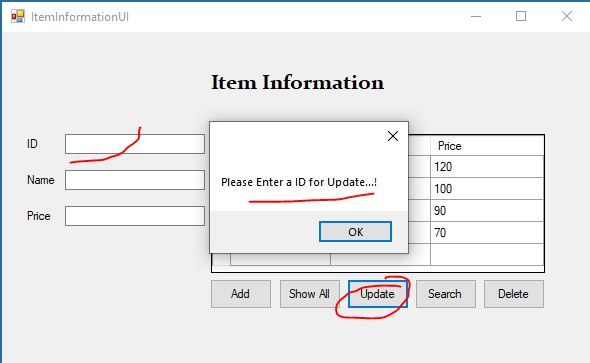 ItemInformationUI
Item Information
ID
Name
Price
Please Enter a ID for Update...!
OK
Price
120
100
90
70
Add
Show All
Update
Search
Delete